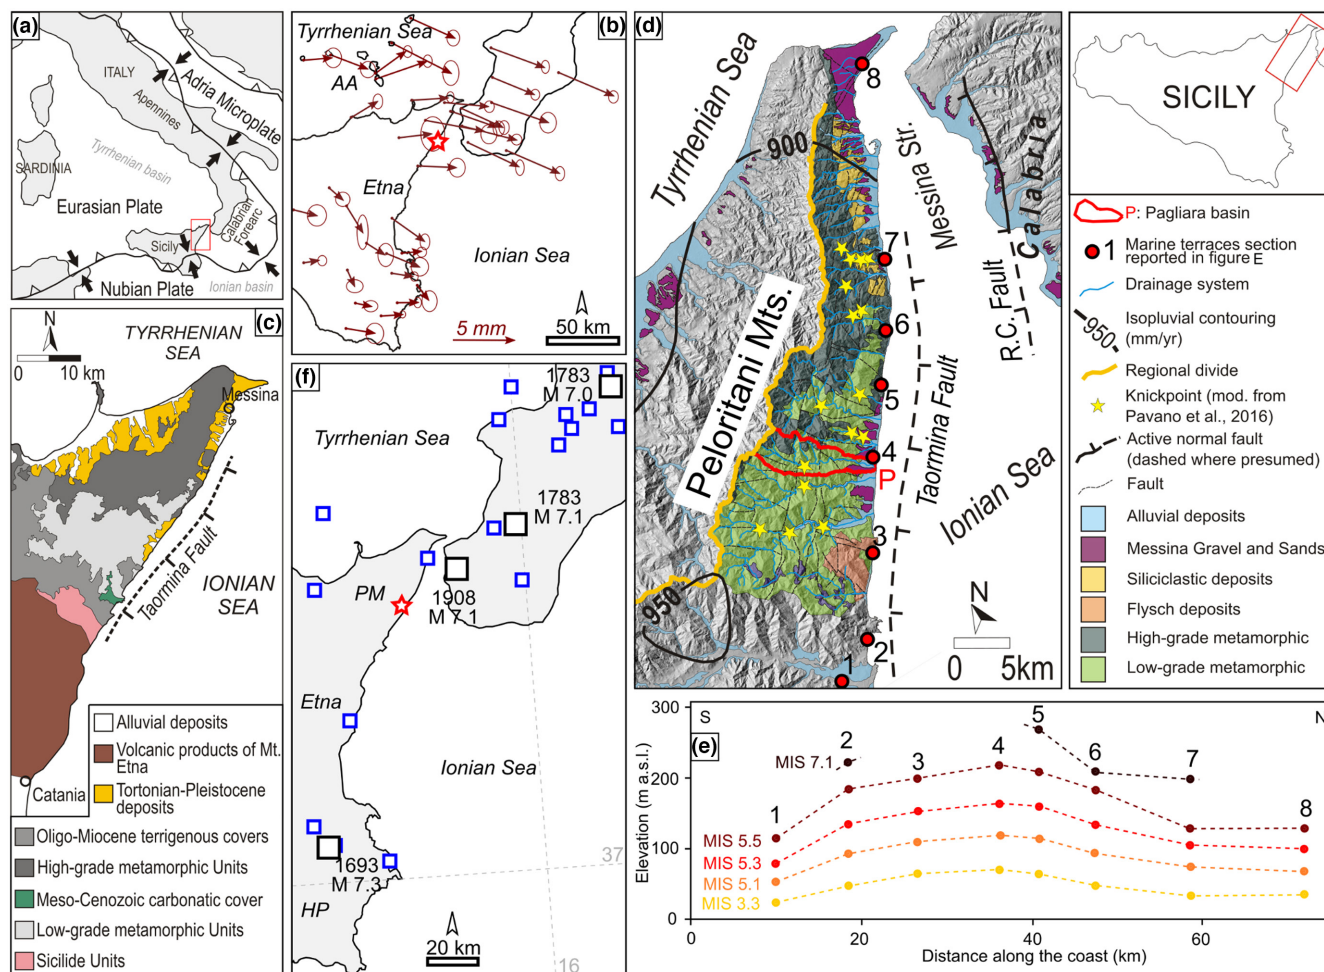 (a)
ITALY
Adria Microplate
Apennines
Tyrrhenian basin
SARDINIA
Eurasian Plate
Calabrian
Forearc
Sicily
Nubian Plate
Ionian basin
(b)
Tyrrhenian Sea
AA
Etna
Ionian Sea
5 mm
50 km
(c)
N
TYRRHENIAN
SEA
0 10 km
Messina
Taormina Fault
IONIAN
SEA
Catania
Alluvial deposits
Volcanic products of Mt.
Etna
Tortonian-Pleistocene
deposits
Oligo-Miocene terrigenous covers
High-grade metamorphic Units
Meso-Cenozoic carbonatic cover
Low-grade metamorphic Units
Sicilide Units
(f)
1783
M 7.0
Tyrrhenian Sea
1783
M 7.1
PM
1908
M 7.1
Etna
Ionian Sea
1693
M 7.3
37
HP
20 km
16
(d)
Tyrrhenian Sea
8
900
Messina Str.
Calabria
7
R.C. Fault
6
Peloritani Mts.
5
Taormina Fault
4
P
Ionian Sea
3
950
N
2
1
0 5km
SICILY
P: Pagliara basin
1 Marine terraces section
reported in figure E
Drainage system
950 Isopluvial contouring
(mm/yr)
Regional divide
Knickpoint (mod. from
Pavano et al., 2016)
Active normal fault
(dashed where presumed)
Fault
Alluvial deposits
Messina Gravel and Sands
Siliciclastic deposits
Flysch deposits
High-grade metamorphic
Low-grade metamorphic
(e)
S
N
300
200
100
0
Elevation (m a.s.l.)
MIS 7.1
MIS 5.5
MIS 5.3
MIS 5.1
MIS 3.3
1
2
3
4
5
6
7
8
0 20 40 60
Distance along the coast (km)